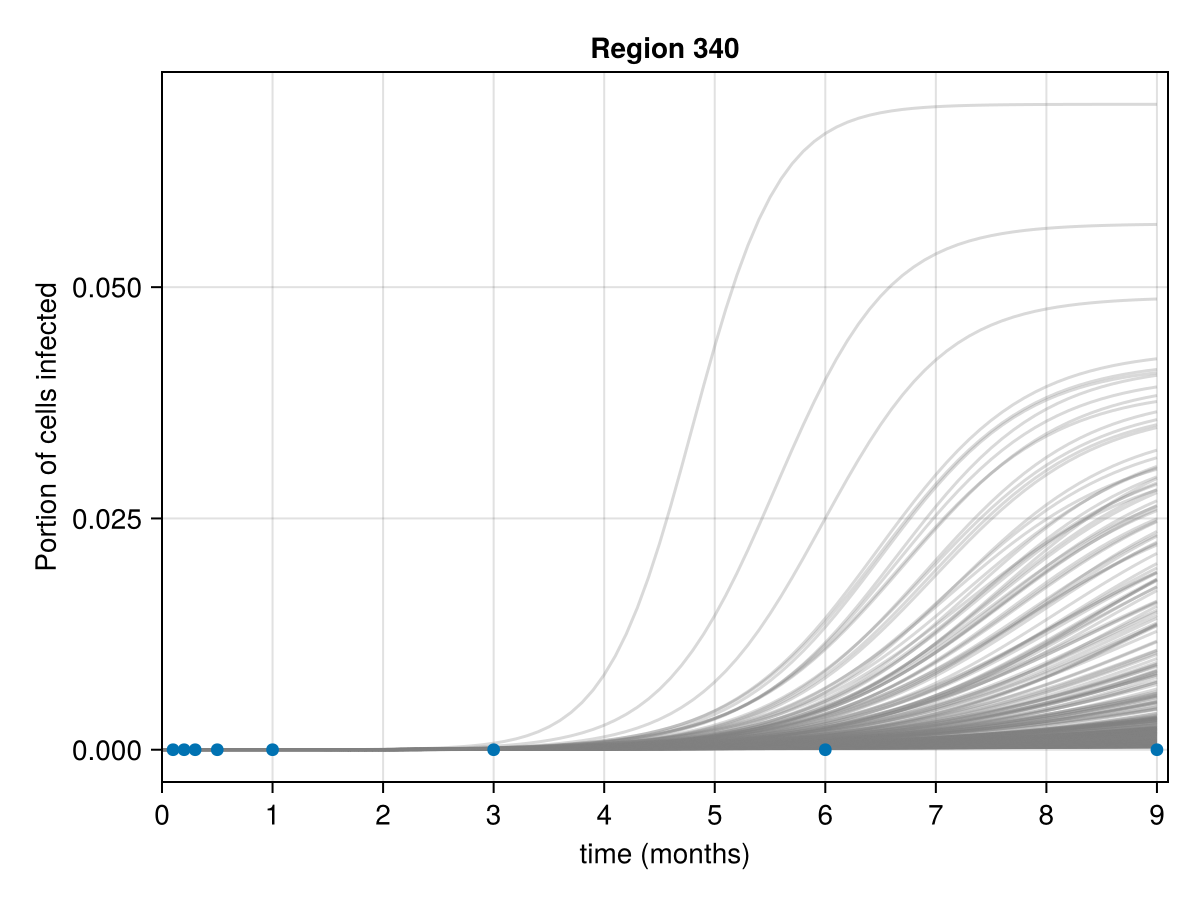 Region 340
Portion of cells infected
0.050
0.025
0.000
0 1 2 3 4 5 6 7 8 9
time (months)